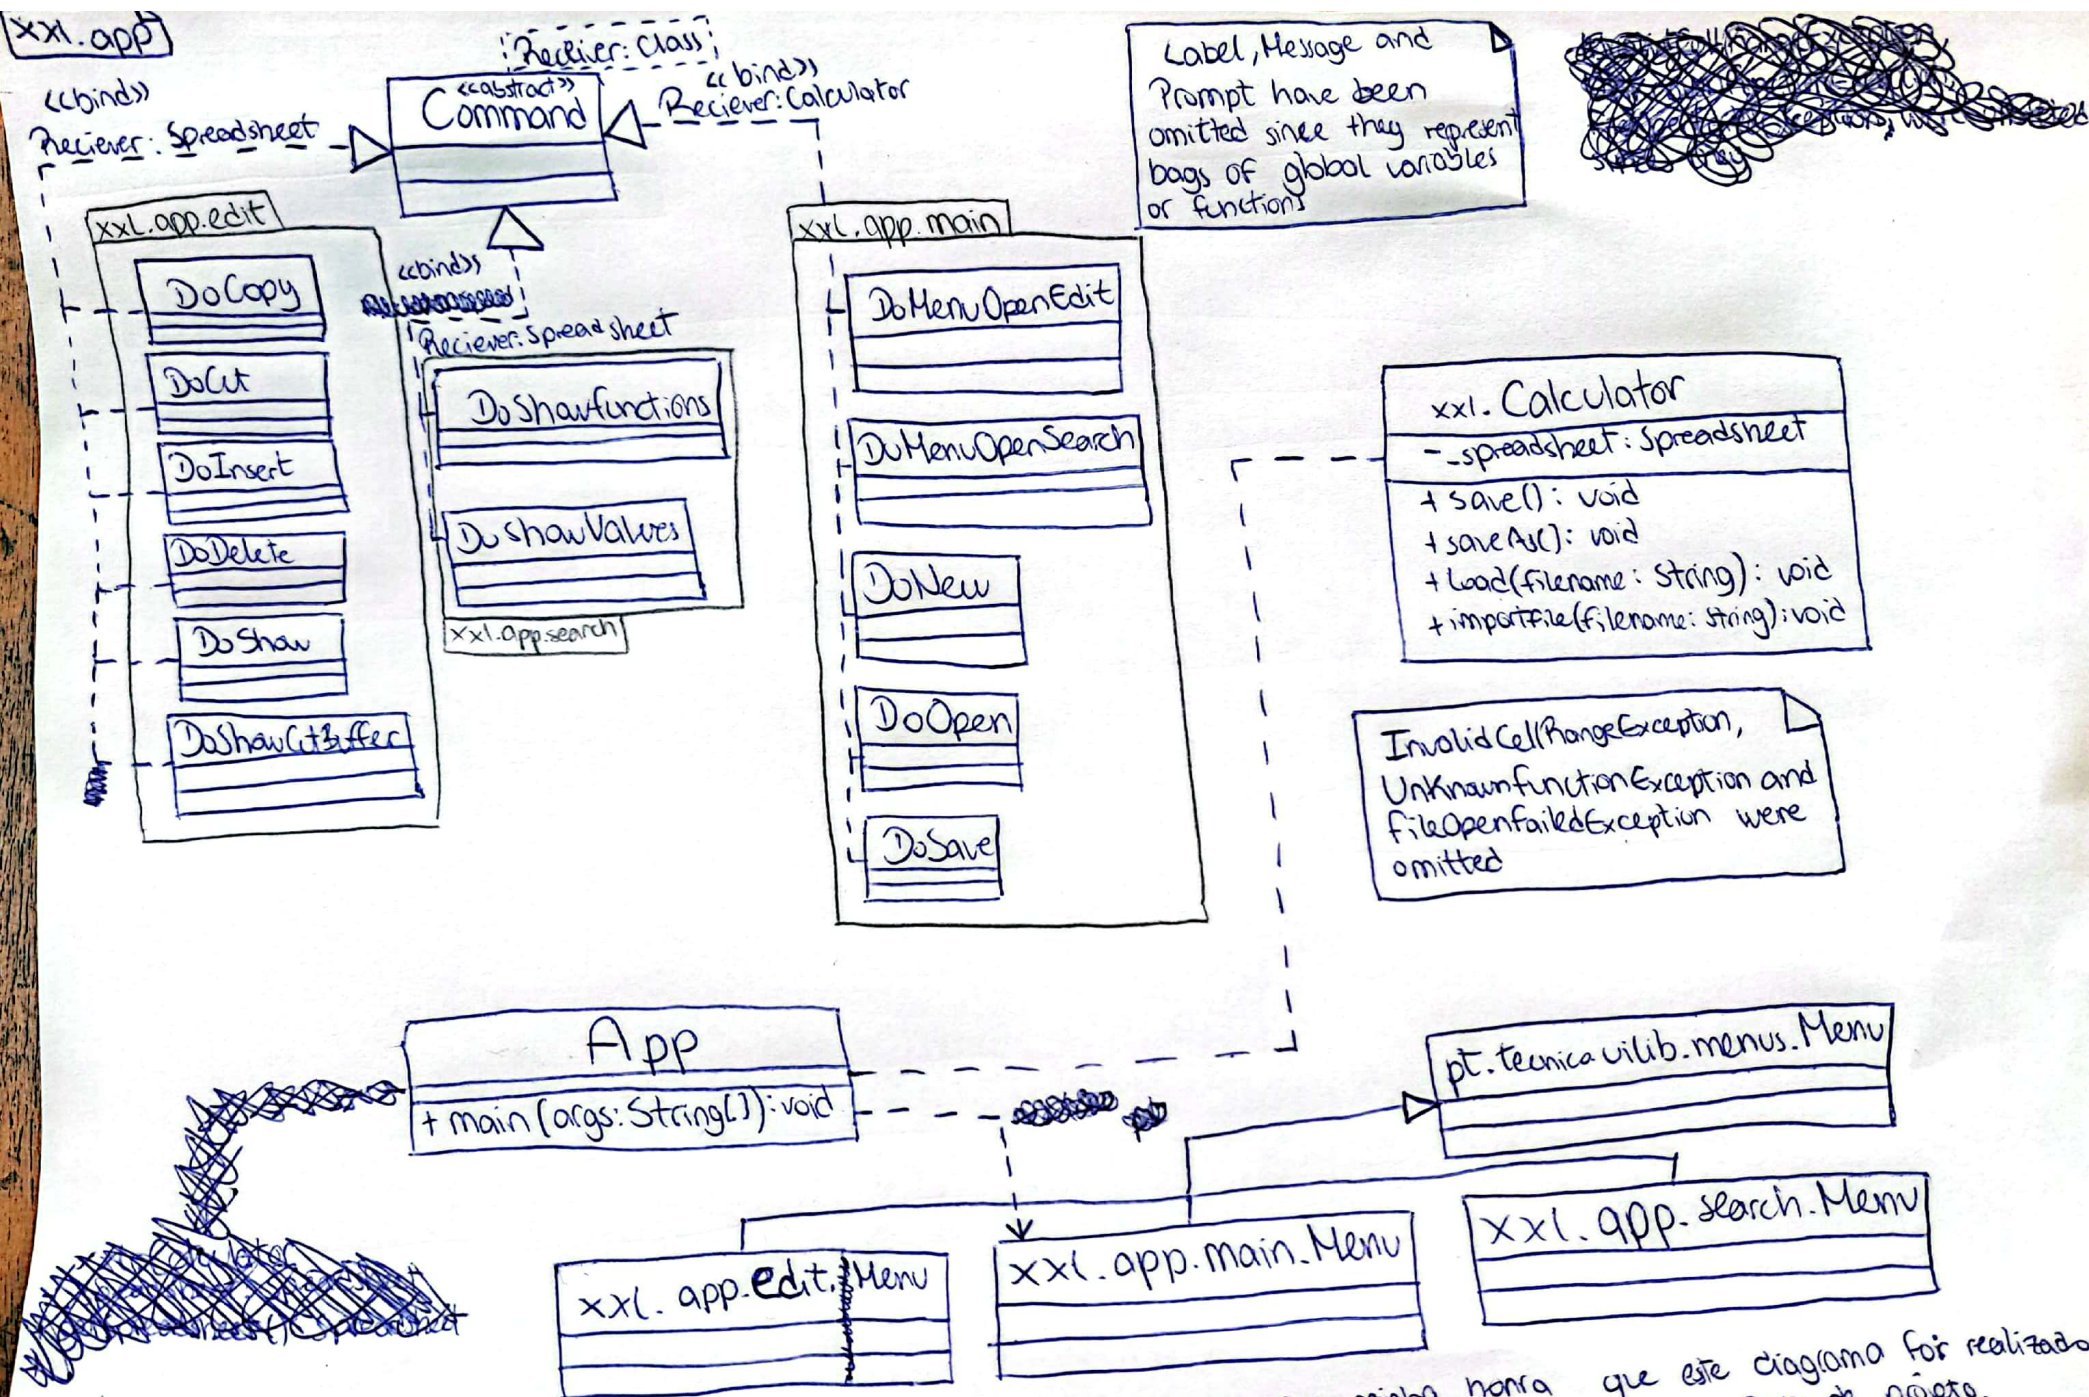 xxl.app
<<bind>>
Reciever: Spreadsheet
Reciever: Class
<<abstract>>
Command
<<bind>>
Reciever: Calculator
Label, Message and
Prompt have been
omitted since they represent
bags of global variables
or functions
xxl.app.edit
DoCopy
DoCut
DoInsert
DoDelete
DoShow
DoShowCutBuffer
<<bind>>
Reciever: Spreadsheet
DoShowFunctions
DoShowValues
xxl.app.search
xxl.app.main
DoMenuOpenEdit
DoMenuOpenSearch
DoNew
DoOpen
DoSave
xxl.Calculator
- _spreadsheet: Spreadsheet
+ save(): void
+ saveAs(): void
+ load(filename: String): void
+ importFile(filename: String): void
InvalidCellRangeException,
UnknownFunctionException and
FileOpenFailedException were
omitted
App
+ main (args: String[]): void
pt.tecnico.uilib.menus.Menu
xxl.app.edit.Menu
xxl.app.main.Menu
xxl.app.search.Menu
minha honra que este diagrama foi realizado
projeto.